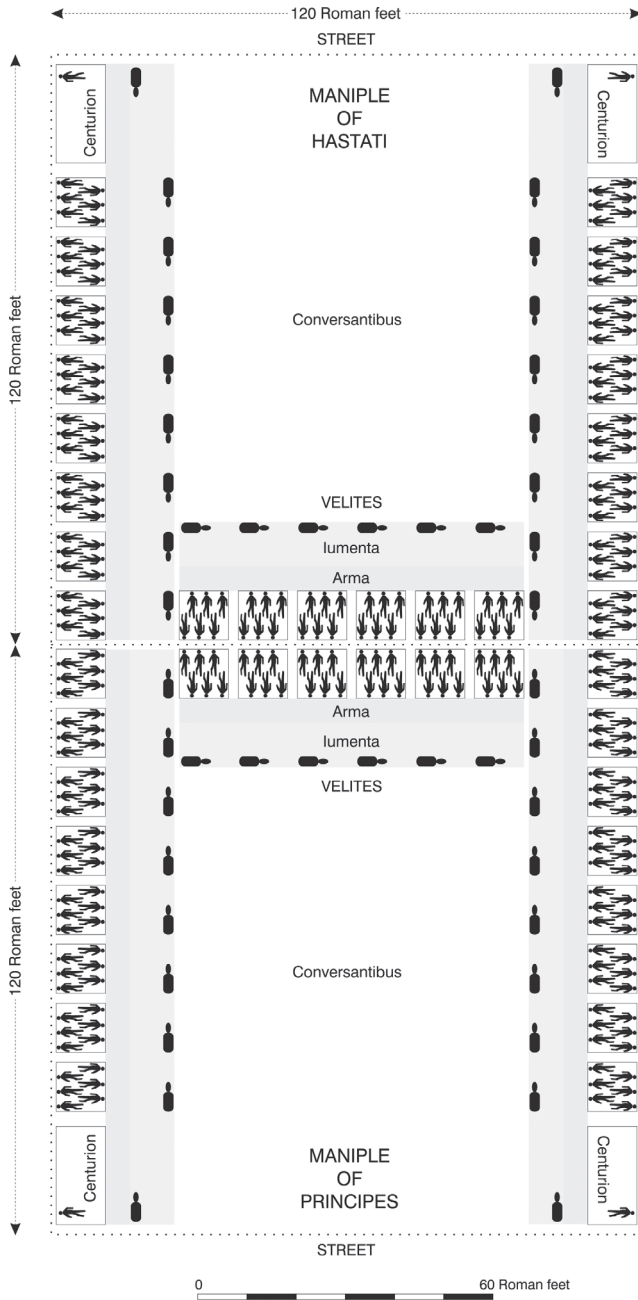 120 Roman feet
STREET
MANIPLE
OF
HASTATI
Centurion
Centurion
120 Roman feet
Conversantibus
VELITES
Iumenta
Arma
Arma
Iumenta
VELITES
120 Roman feet
Conversantibus
Centurion
Centurion
MANIPLE
OF
PRINCIPES
STREET
0 60 Roman feet